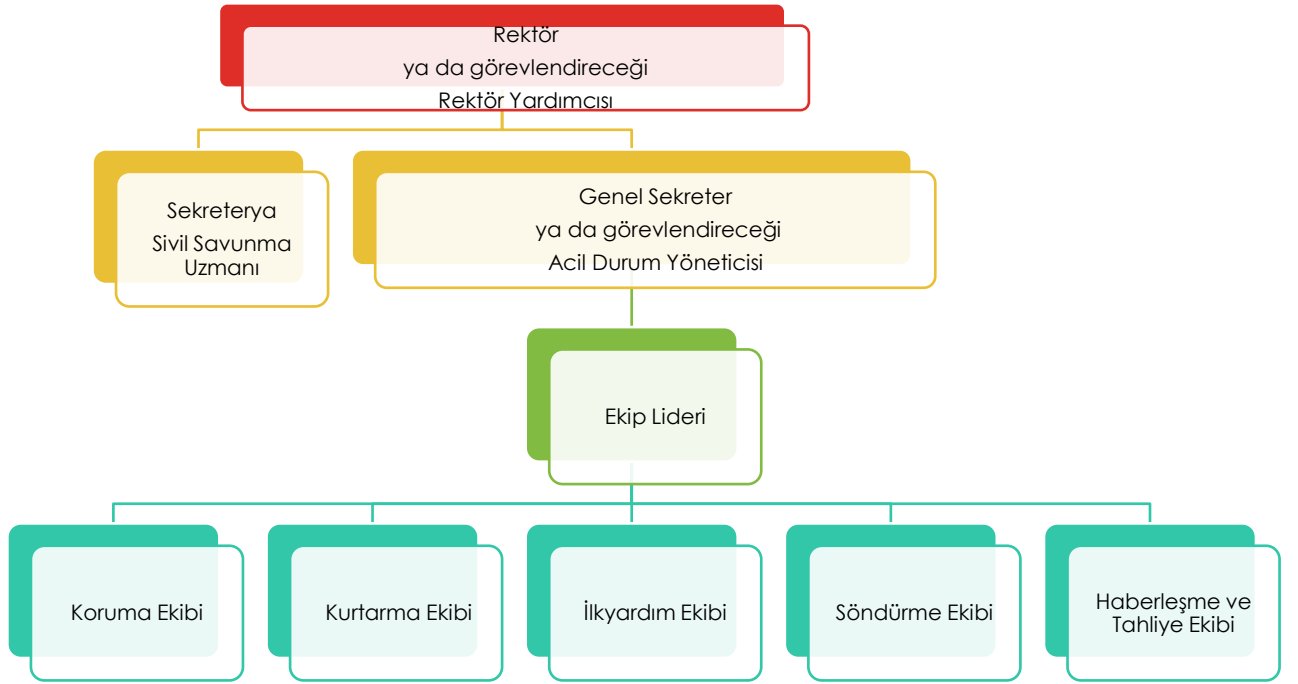 Rektör
ya da görevlendireceği
Rektör Yardımcısı
Sekreterya
Sivil Savunma
Uzmanı
Genel Sekreter
ya da görevlendireceği
Acil Durum Yöneticisi
Ekip Lideri
Koruma Ekibi
Kurtarma Ekibi
İlkyardım Ekibi
Söndürme Ekibi
Haberleşme ve
Tahliye Ekibi